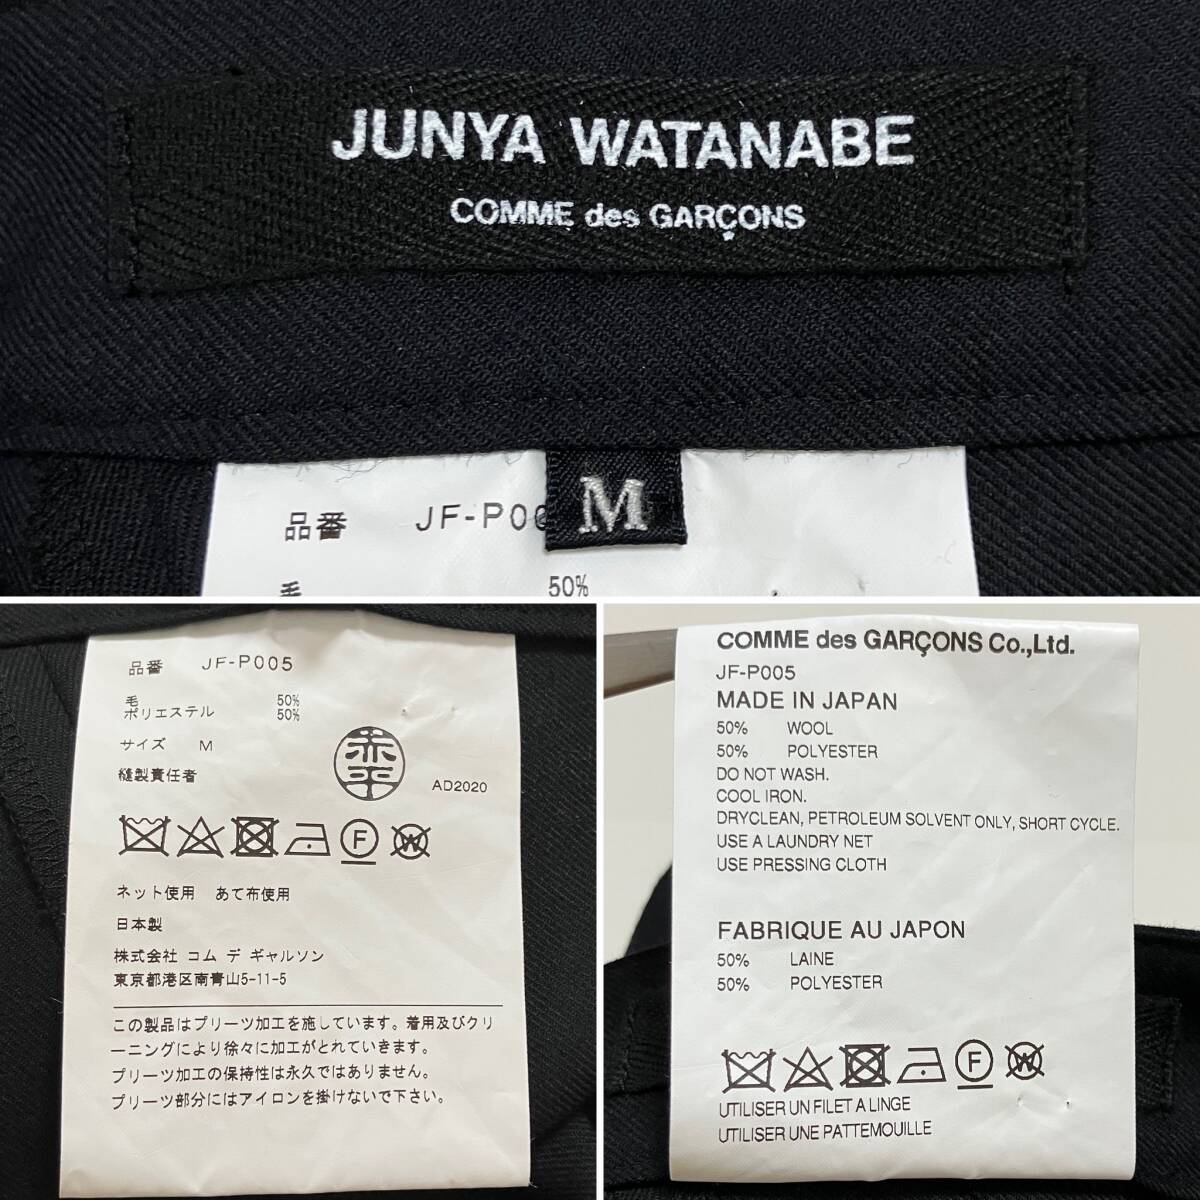 JUNYA WATANABE
COMME des GARÇONS
品番 JF-P00
M
毛 50%
品番 JF-P005
毛 50%
ポリエステル 50%
サイズ M
縫製責任者
赤平
AD2020
F
W
ネット使用 あて布使用
日本製
株式会社 コム デ ギャルソン
東京都港区南青山5-11-5
この製品はプリーツ加工を施しています。着用及びクリ
ーニングにより徐々に加工がとれていきます。
プリーツ加工の保持性は永久ではありません。
プリーツ部分にはアイロンを掛けないで下さい。
COMME des GARÇONS Co.,Ltd.
JF-P005
MADE IN JAPAN
50% WOOL
50% POLYESTER
DO NOT WASH.
COOL IRON.
DRYCLEAN, PETROLEUM SOLVENT ONLY, SHORT CYCLE.
USE A LAUNDRY NET
USE PRESSING CLOTH
FABRIQUE AU JAPON
50% LAINE
50% POLYESTER
F
W
UTILISER UN FILET A LINGE
UTILISER UNE PATTEMOUILLE